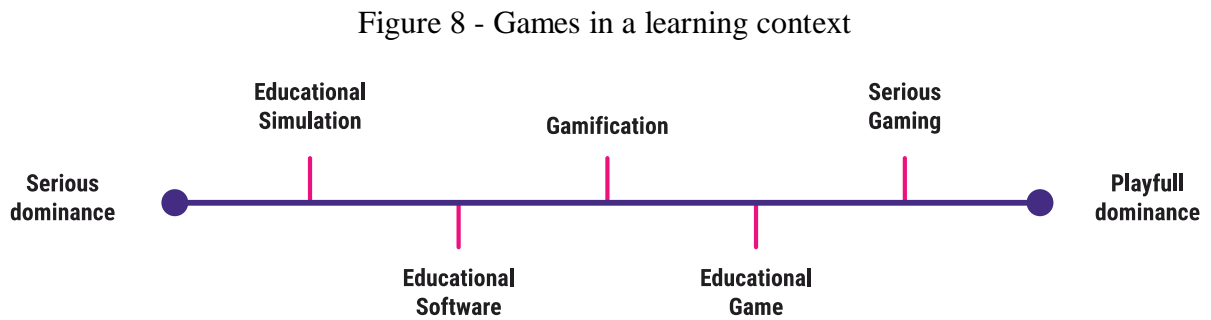 Figure 8 - Games in a learning context
Educational
Simulation
Gamification
Serious
Gaming
Serious
dominance
Playfull
dominance
Educational
Software
Educational
Game